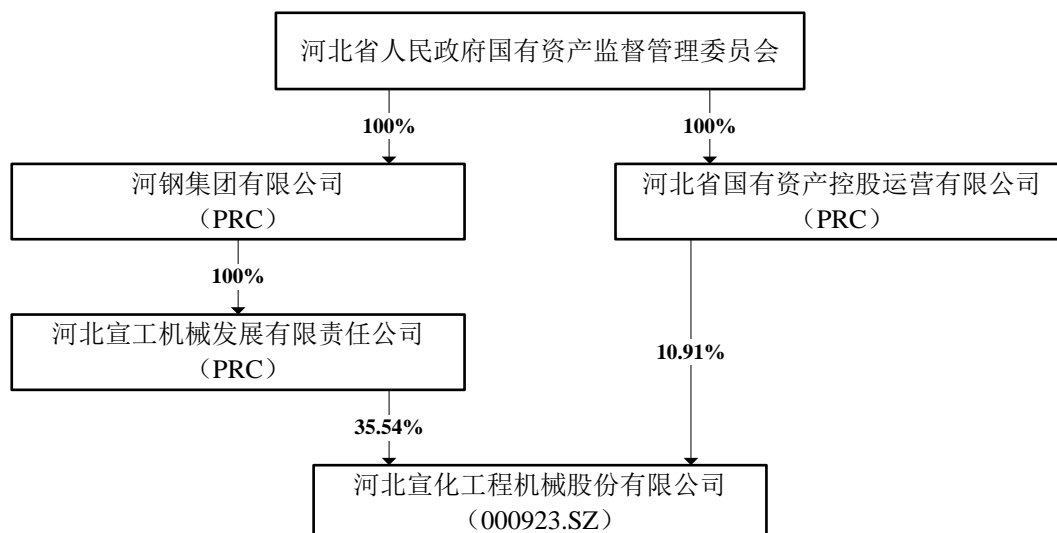 河北省人民政府国有资产监督管理委员会
100%
100%
河钢集团有限公司
（PRC）
河北省国有资产控股运营有限公司
（PRC）
100%
河北宣工机械发展有限责任公司
（PRC）
10.91%
35.54%
河北宣化工程机械股份有限公司
（000923.SZ）